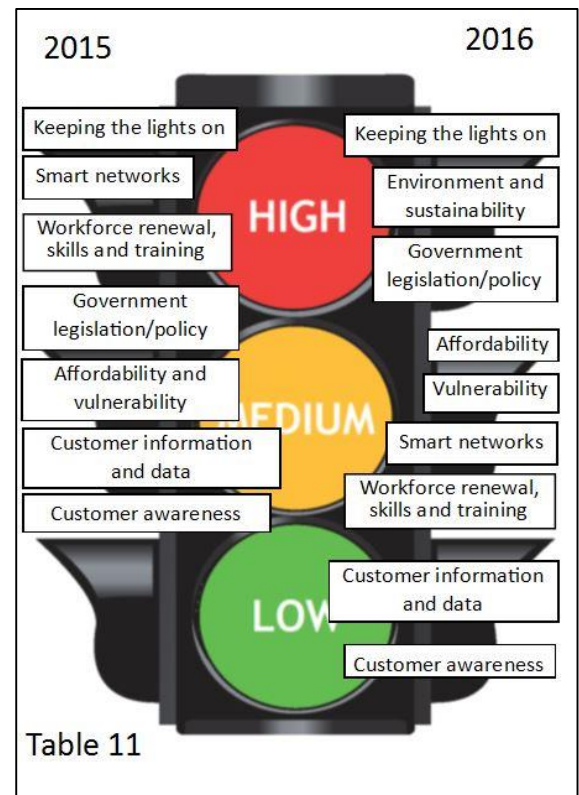 2015
2016
Keeping the lights on
Smart networks
Workforce renewal,
skills and training
Government
legislation/policy
Affordability and
vulnerability
Customer information
and data
Customer awareness
HIGH
MEDIUM
LOW
Keeping the lights on
Environment and
sustainability
Government
legislation/policy
Affordability
Vulnerability
Smart networks
Workforce renewal,
skills and training
Customer information
and data
Customer awareness
Table 11